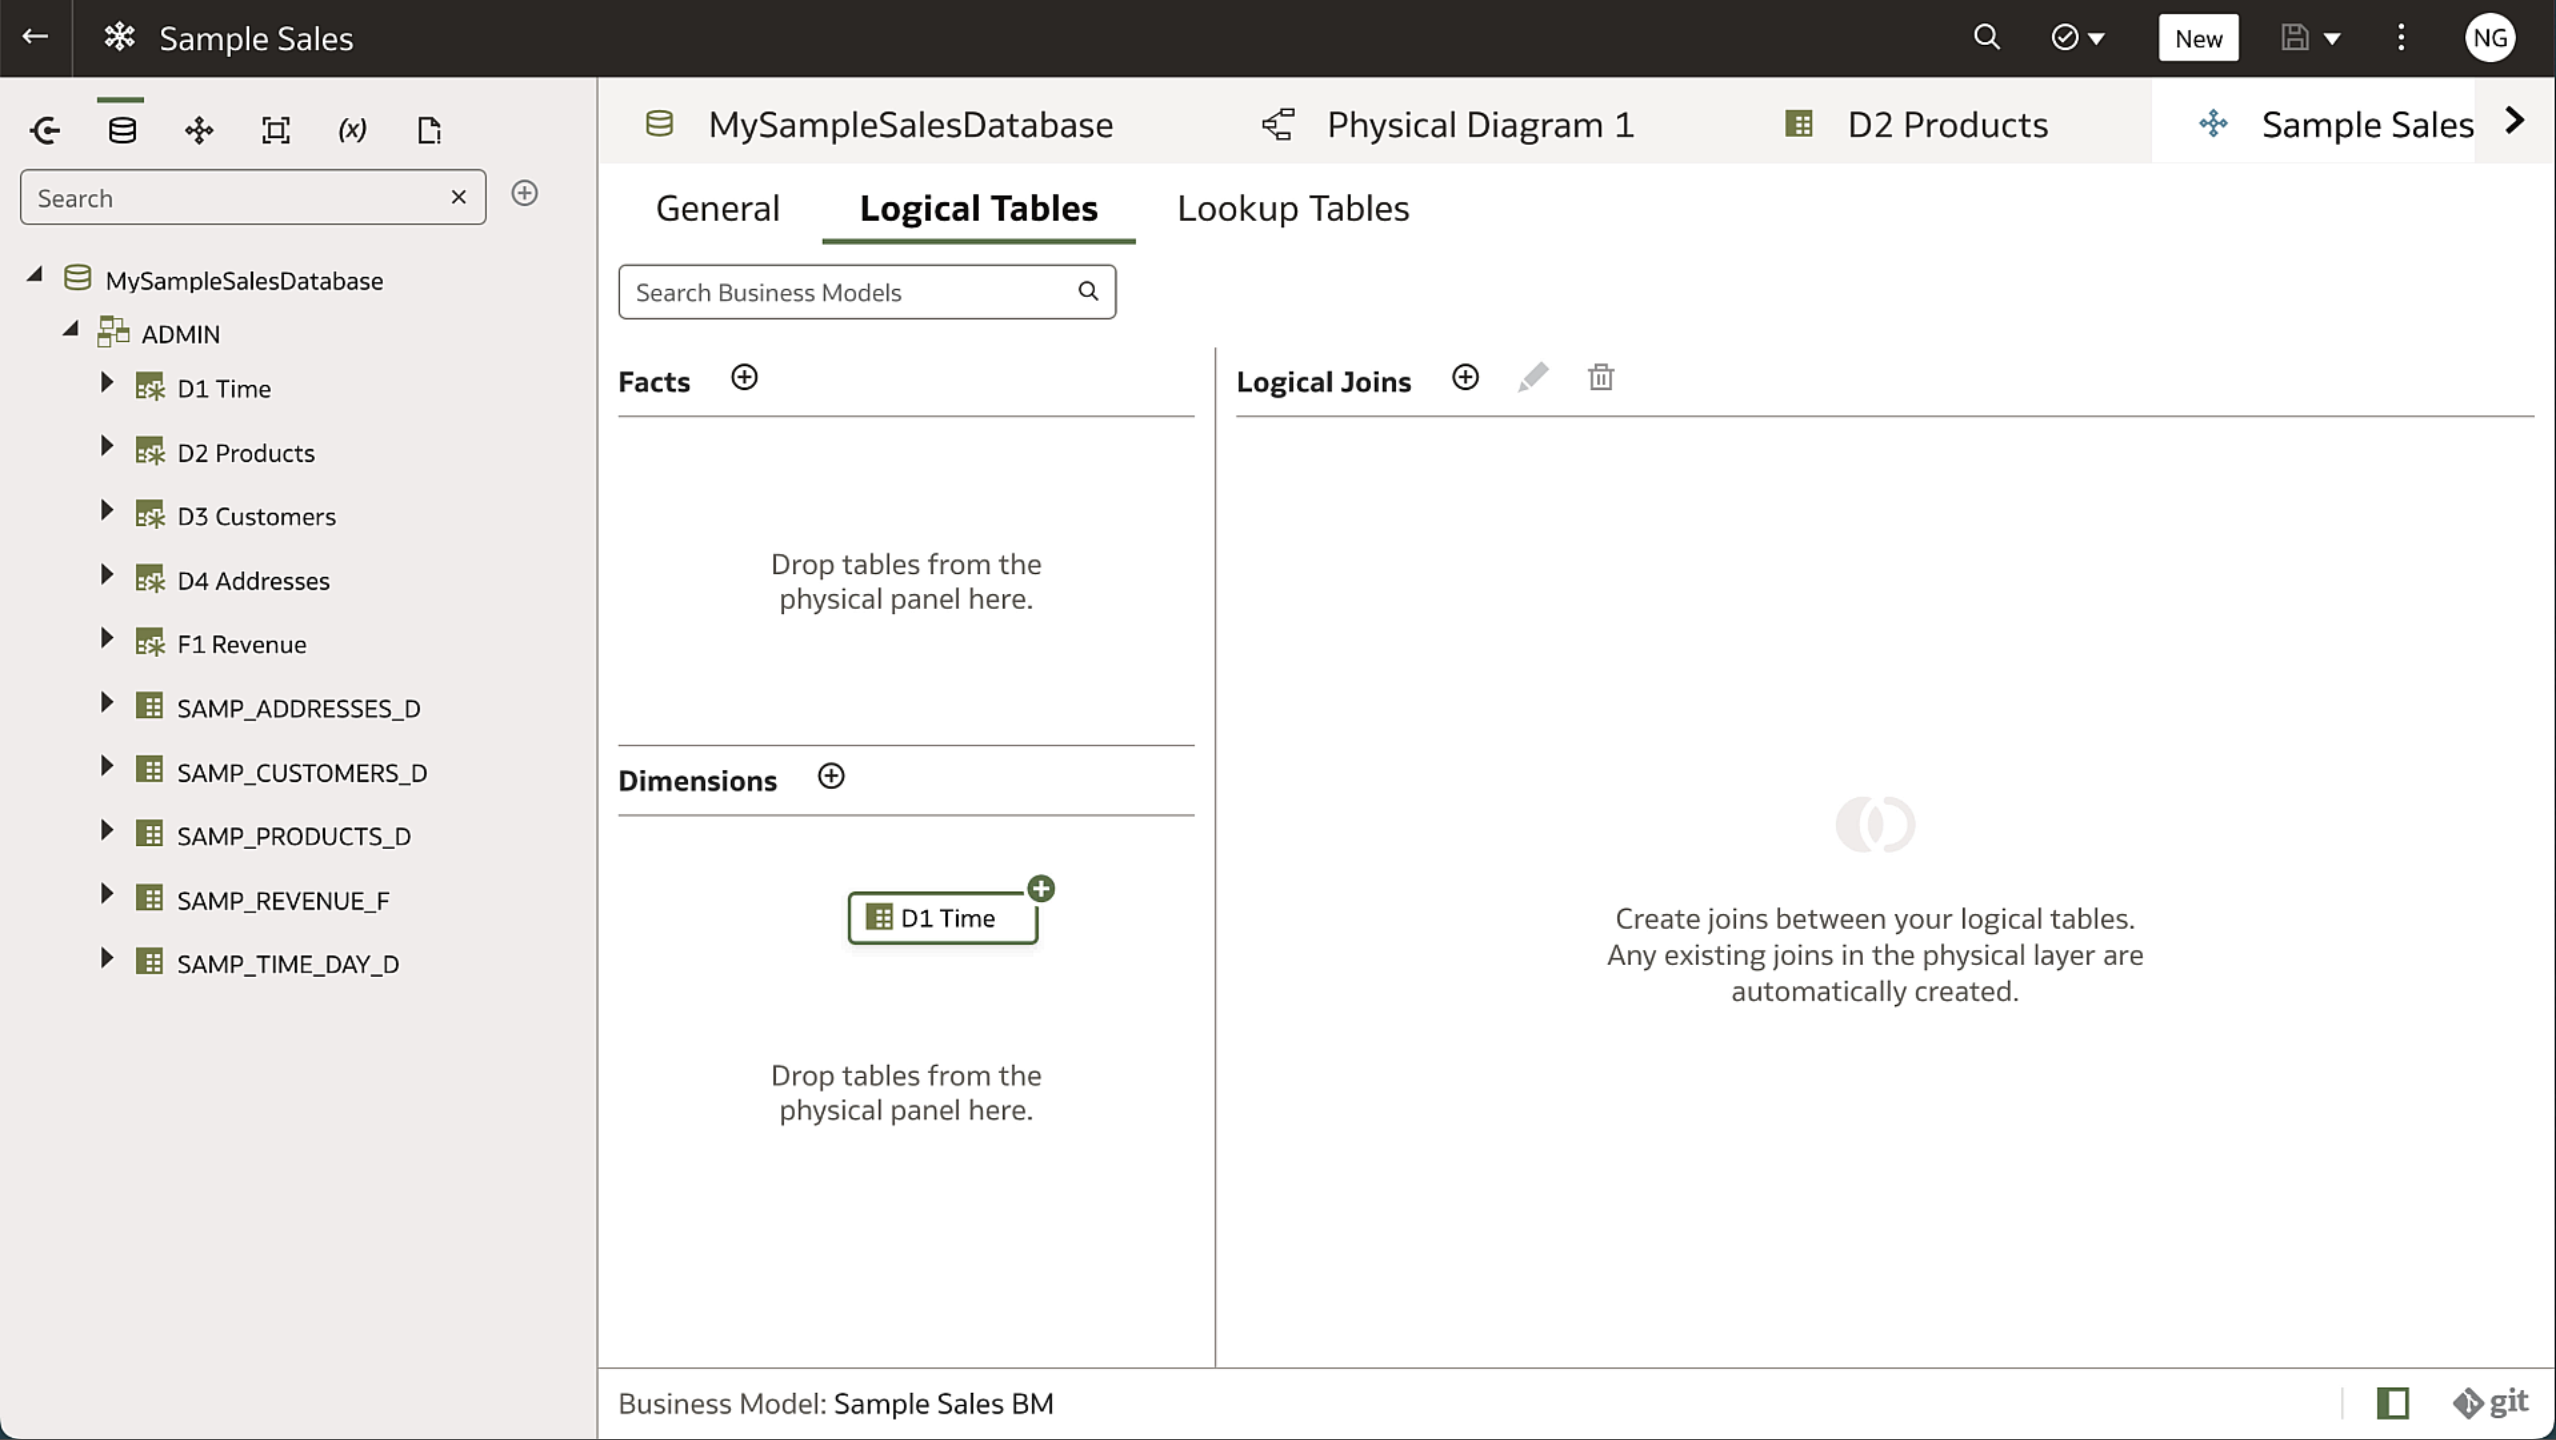 Sample Sales
New
NG
MySampleSalesDatabase
Physical Diagram 1
D2 Products
Sample Sales
(x)
Search
MySampleSalesDatabase
ADMIN
D1 Time
D2 Products
D3 Customers
D4 Addresses
F1 Revenue
SAMP_ADDRESSES_D
SAMP_CUSTOMERS_D
SAMP_PRODUCTS_D
SAMP_REVENUE_F
SAMP_TIME_DAY_D
General
Logical Tables
Lookup Tables
Search Business Models
Facts
Drop tables from the
physical panel here.
Dimensions
D1 Time
Drop tables from the
physical panel here.
Logical Joins
Create joins between your logical tables.
Any existing joins in the physical layer are
automatically created.
Business Model: Sample Sales BM
git